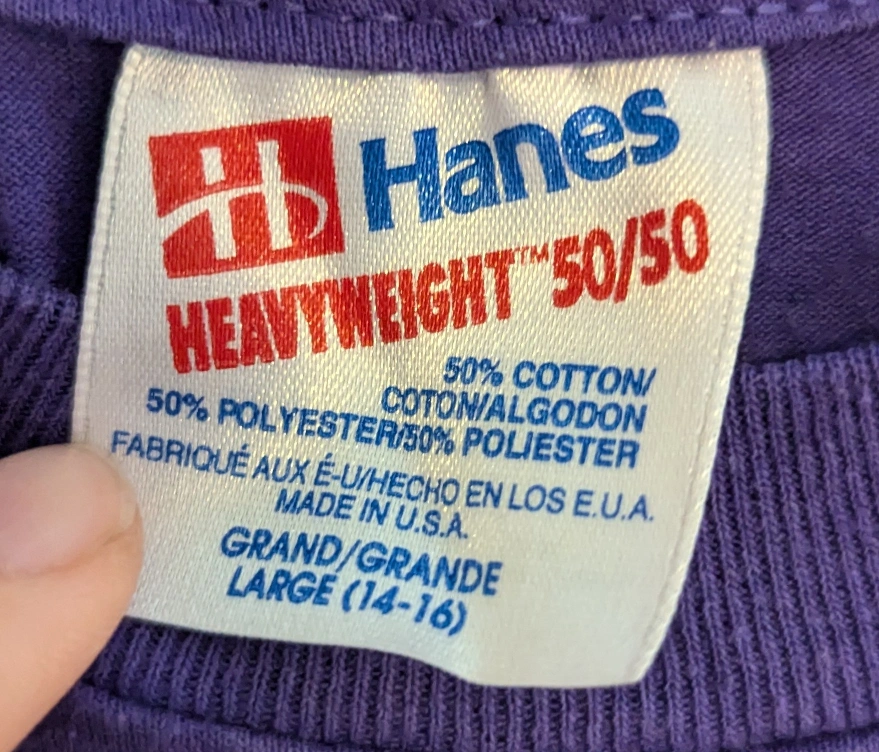 H Hanes
HEAVYWEIGHT™ 50/50
50% COTTON/
COTON/ALGODON
50% POLYESTER/50% POLIESTER
FABRIQUÉ AUX É-U/HECHO EN LOS E.U.A.
MADE IN U.S.A.
GRAND/GRANDE
LARGE (14-16)